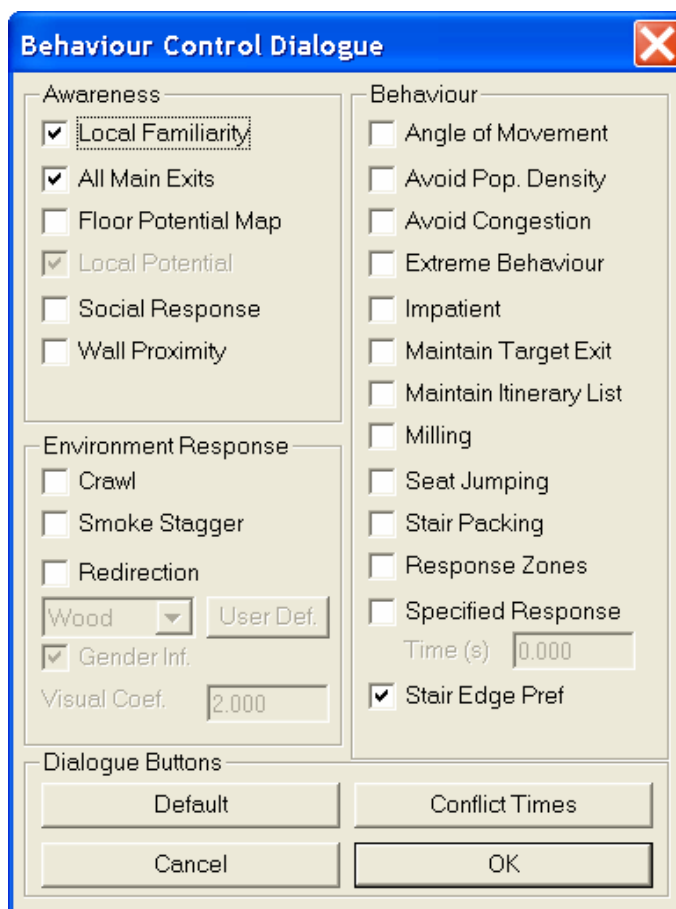 Behaviour Control Dialogue
Awareness
Local Familiarity
All Main Exits
Floor Potential Map
Local Potential
Social Response
Wall Proximity
Environment Response
Crawl
Smoke Stagger
Redirection
Wood User Def.
Gender Inf.
Visual Coef. 2.000
Behaviour
Angle of Movement
Avoid Pop. Density
Avoid Congestion
Extreme Behaviour
Impatient
Maintain Target Exit
Maintain Itinerary List
Milling
Seat Jumping
Stair Packing
Response Zones
Specified Response
Time (s) 0.000
Stair Edge Pref
Dialogue Buttons
Default Conflict Times
Cancel OK